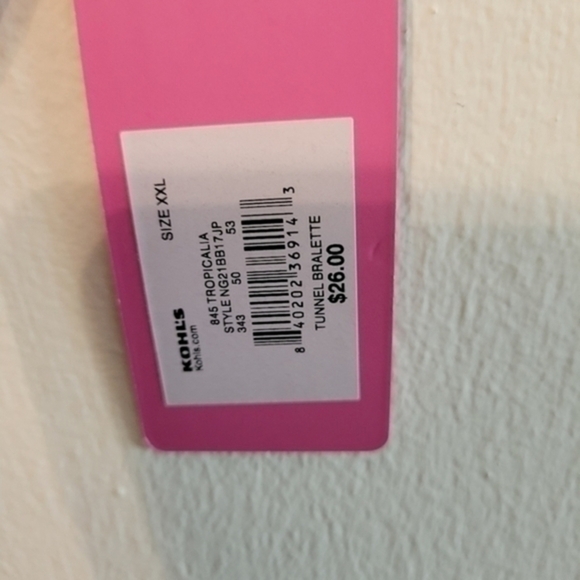 KOHL'S
Kohls.com
SIZE XXL
845 TROPICALIA
STYLE NG21BB17JP
343 50 53
8 40202 36914 3
TUNNEL BRALETTE
$26.00